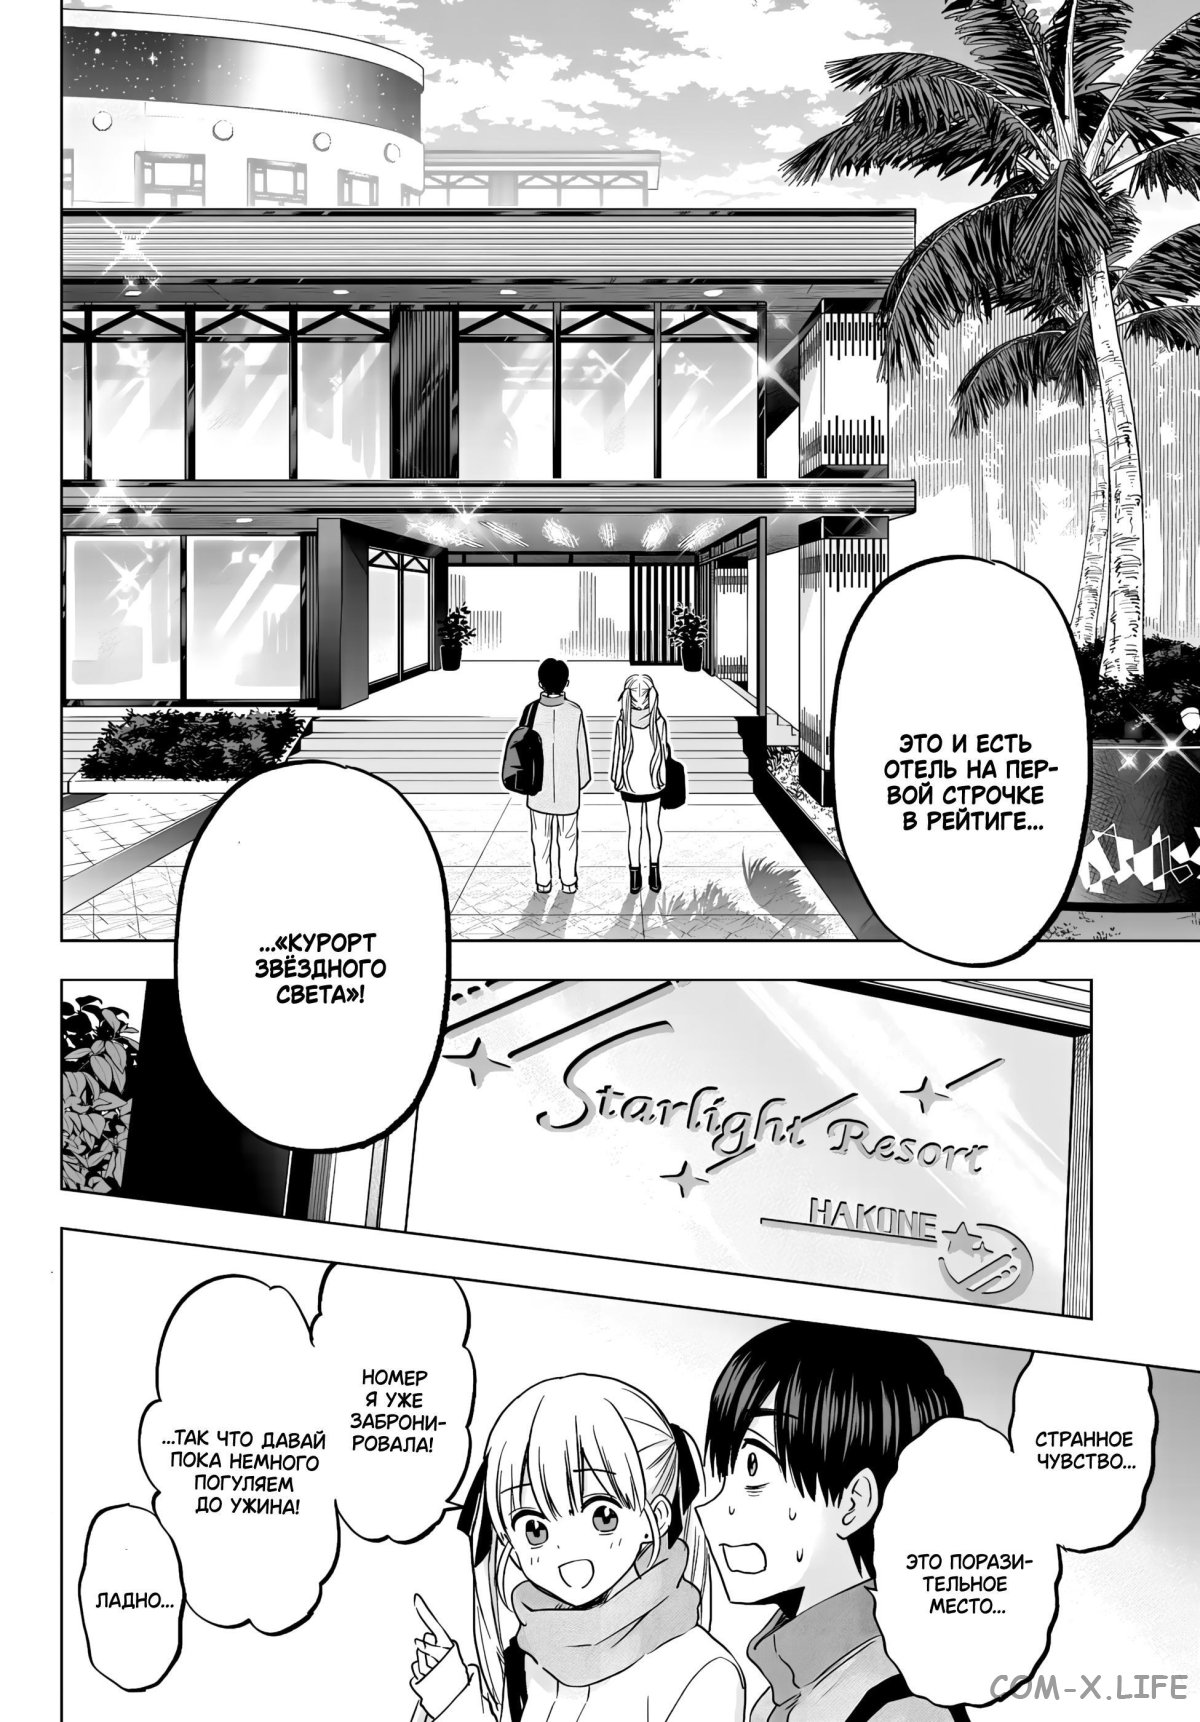 ЭТО И ЕСТЬ
ОТЕЛЬ НА ПЕР-
ВОЙ СТРОЧКЕ
В РЕЙТИГЕ...
...«КУРОРТ
ЗВЁЗДНОГО
СВЕТА»!
Starlight Resort
HAKONE
СТРАННОЕ
ЧУВСТВО...
ЭТО ПОРАЗИ-
ТЕЛЬНОЕ
МЕСТО...
НОМЕР
Я УЖЕ
ЗАБРОНИ-
РОВАЛА!
...ТАК ЧТО ДАВАЙ
ПОКА НЕМНОГО
ПОГУЛЯЕМ
ДО УЖИНА!
ЛАДНО...
COM-X.LIFE